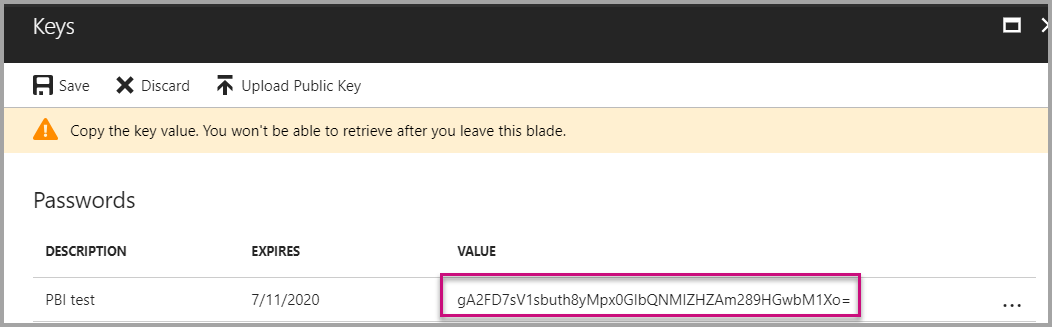 Keys
Save Discard Upload Public Key
Copy the key value. You won't be able to retrieve after you leave this blade.
Passwords
DESCRIPTION EXPIRES VALUE
PBI test 7/11/2020 gA2FD7sV1sbuth8yMpx0GlbQNMlZHZAm289HGwbM1Xo=